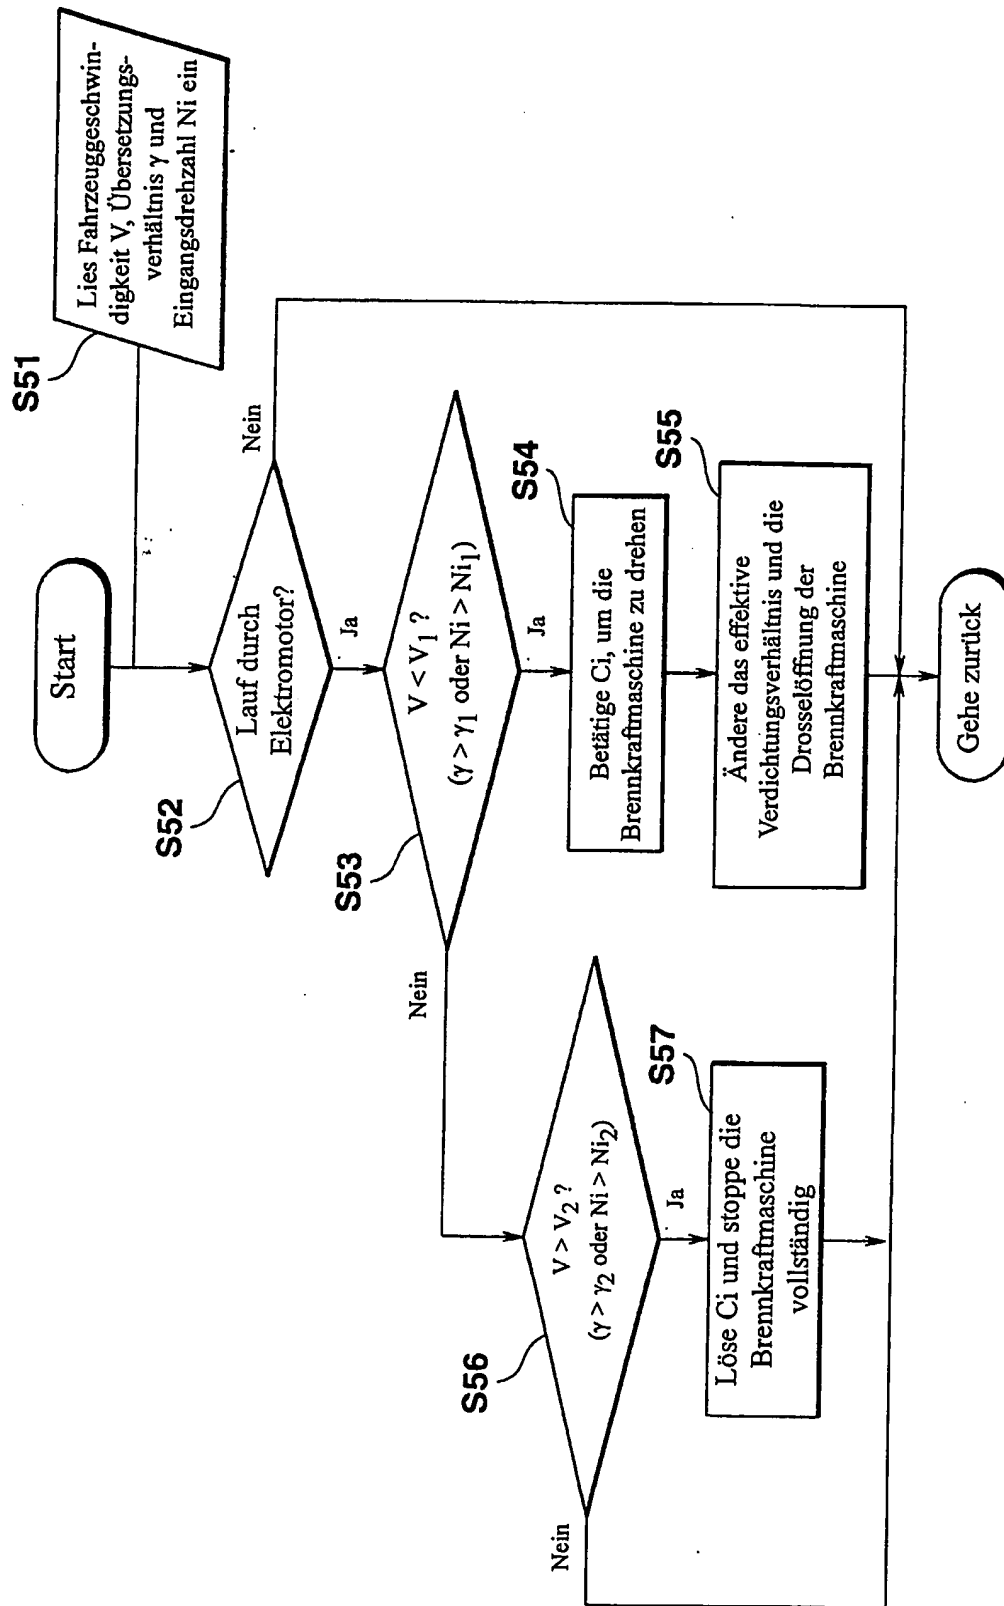 Start
S51
Lies Fahrzeuggeschwin-
digkeit V, Übersetzungs-
verhältnis γ und
Eingangsdrehzahl Ni ein
S52
Lauf durch
Elektromotor?
Nein
Ja
S53
V < V₁ ?
(γ > γ₁ oder Ni > Ni₁)
Nein
Ja
S54
Betätige Ci, um die
Brennkraftmaschine zu drehen
S55
Ändere das effektive
Verdichtungsverhältnis und die
Drosselöffnung der
Brennkraftmaschine
S56
V > V₂ ?
(γ > γ₂ oder Ni > Ni₂)
Nein
Ja
S57
Löse Ci und stoppe die
Brennkraftmaschine
vollständig
Gehe zurück